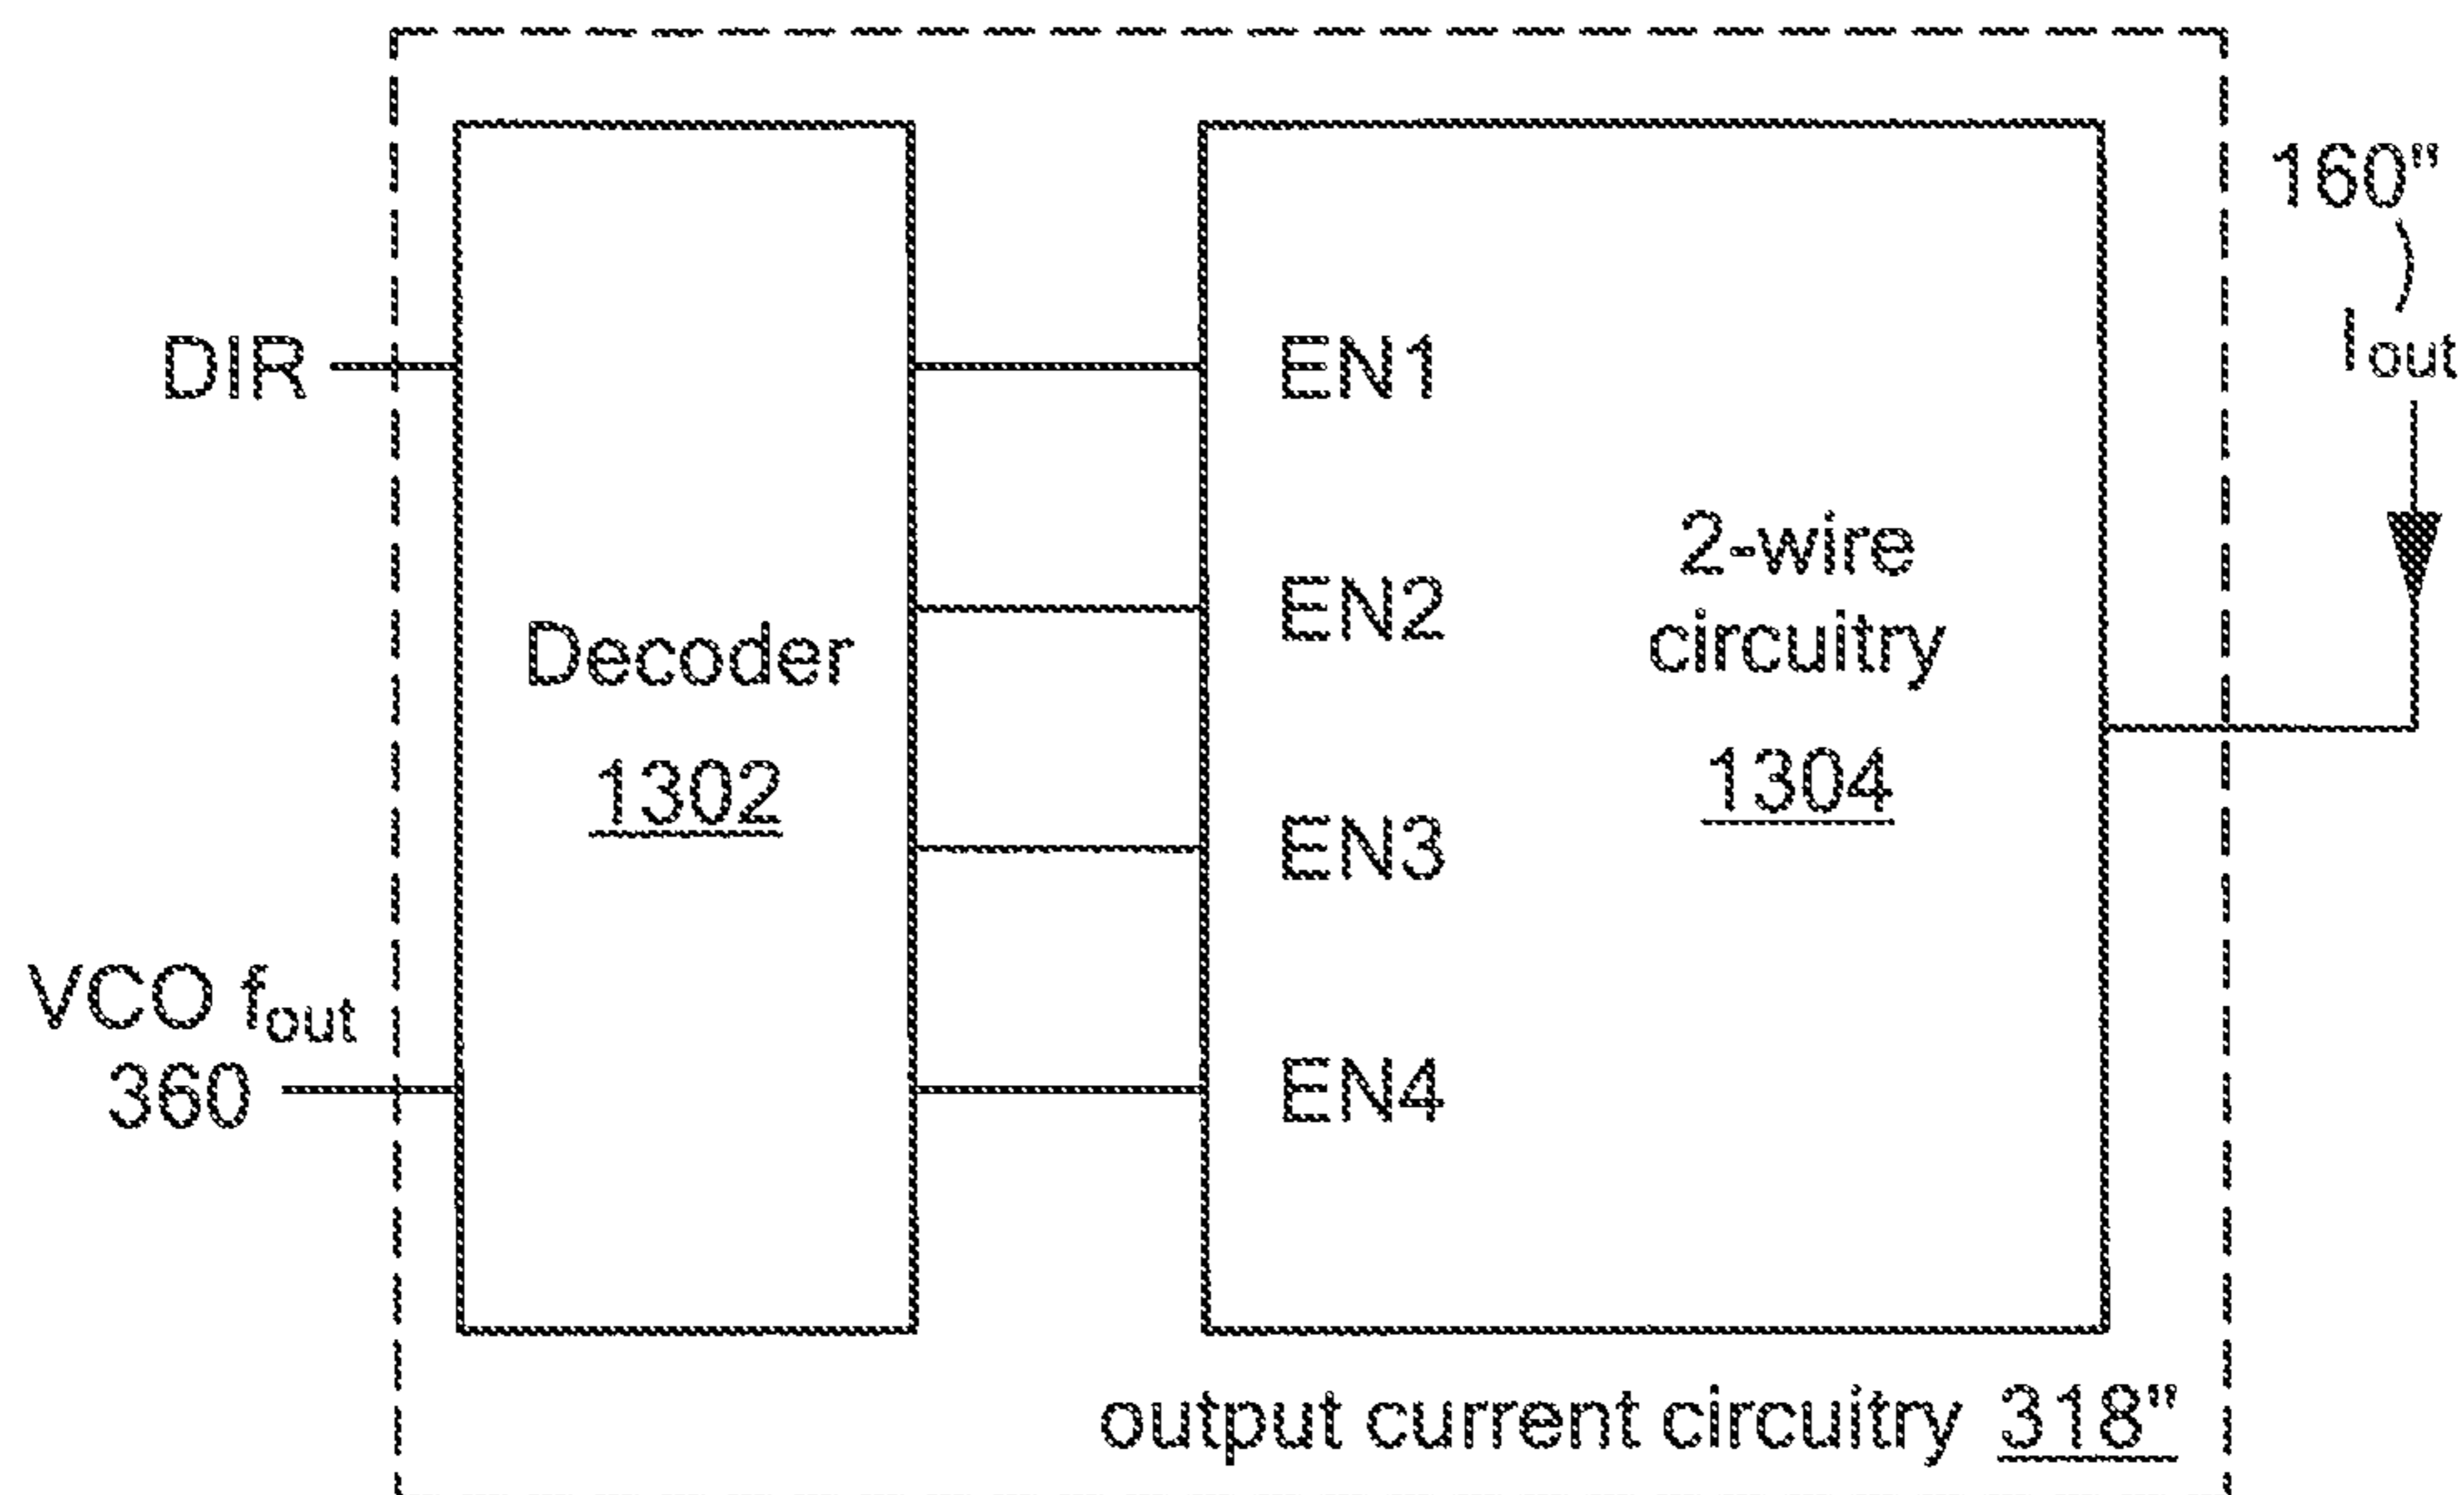 160"
Iout
DIR
EN1
2-wire
circuitry
1304
EN2
Decoder
1302
EN3
VCO fout
360
EN4
output current circuitry 318"